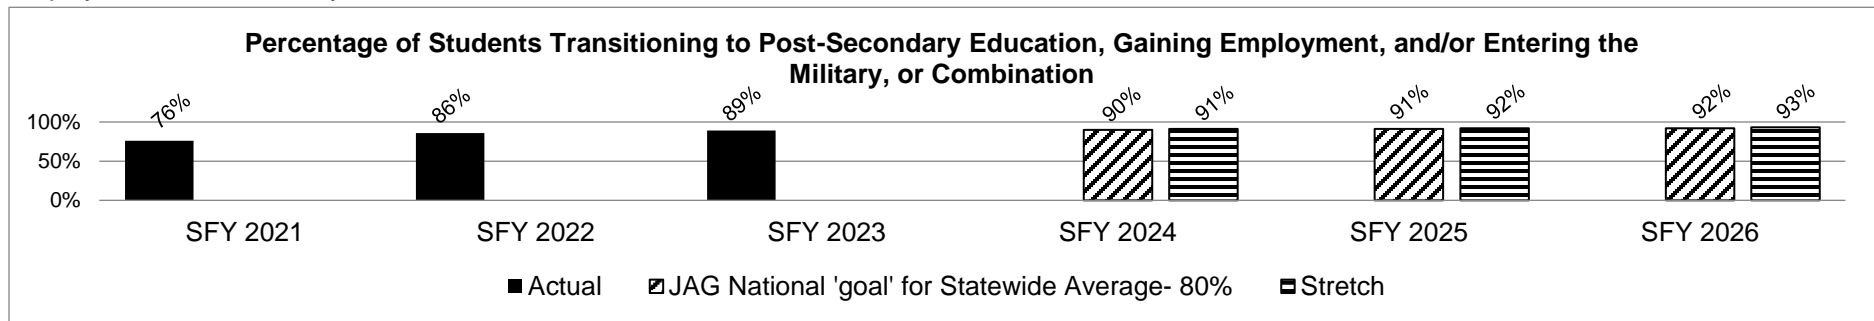 Percentage of Students Transitioning to Post-Secondary Education, Gaining Employment, and/or Entering the
Military, or Combination
76%
86%
89%
90%
91%
91%
92%
92%
93%
100%
50%
0%
SFY 2021
SFY 2022
SFY 2023
SFY 2024
SFY 2025
SFY 2026
Actual
JAG National 'goal' for Statewide Average- 80%
Stretch